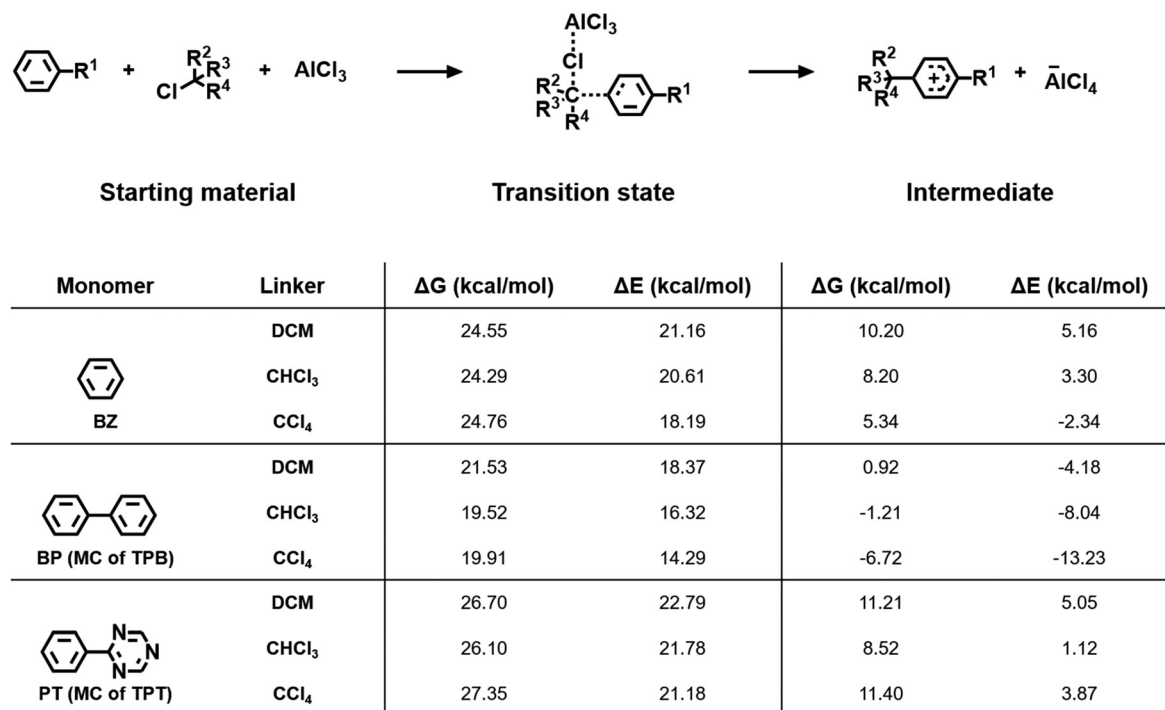 R¹ + Cl R² R³ R⁴ + AlCl₃
AlCl₃ Cl R² R³ C R⁴ R¹
R³ R² R⁴ + R¹ + ĀlCl₄
Starting material Transition state Intermediate
Monomer Linker ΔG (kcal/mol) ΔE (kcal/mol) ΔG (kcal/mol) ΔE (kcal/mol)
DCM 24.55 21.16 10.20 5.16
CHCl₃ 24.29 20.61 8.20 3.30
BZ CCl₄ 24.76 18.19 5.34 -2.34
DCM 21.53 18.37 0.92 -4.18
CHCl₃ 19.52 16.32 -1.21 -8.04
BP (MC of TPB) CCl₄ 19.91 14.29 -6.72 -13.23
DCM 26.70 22.79 11.21 5.05
N N N CHCl₃ 26.10 21.78 8.52 1.12
PT (MC of TPT) CCl₄ 27.35 21.18 11.40 3.87